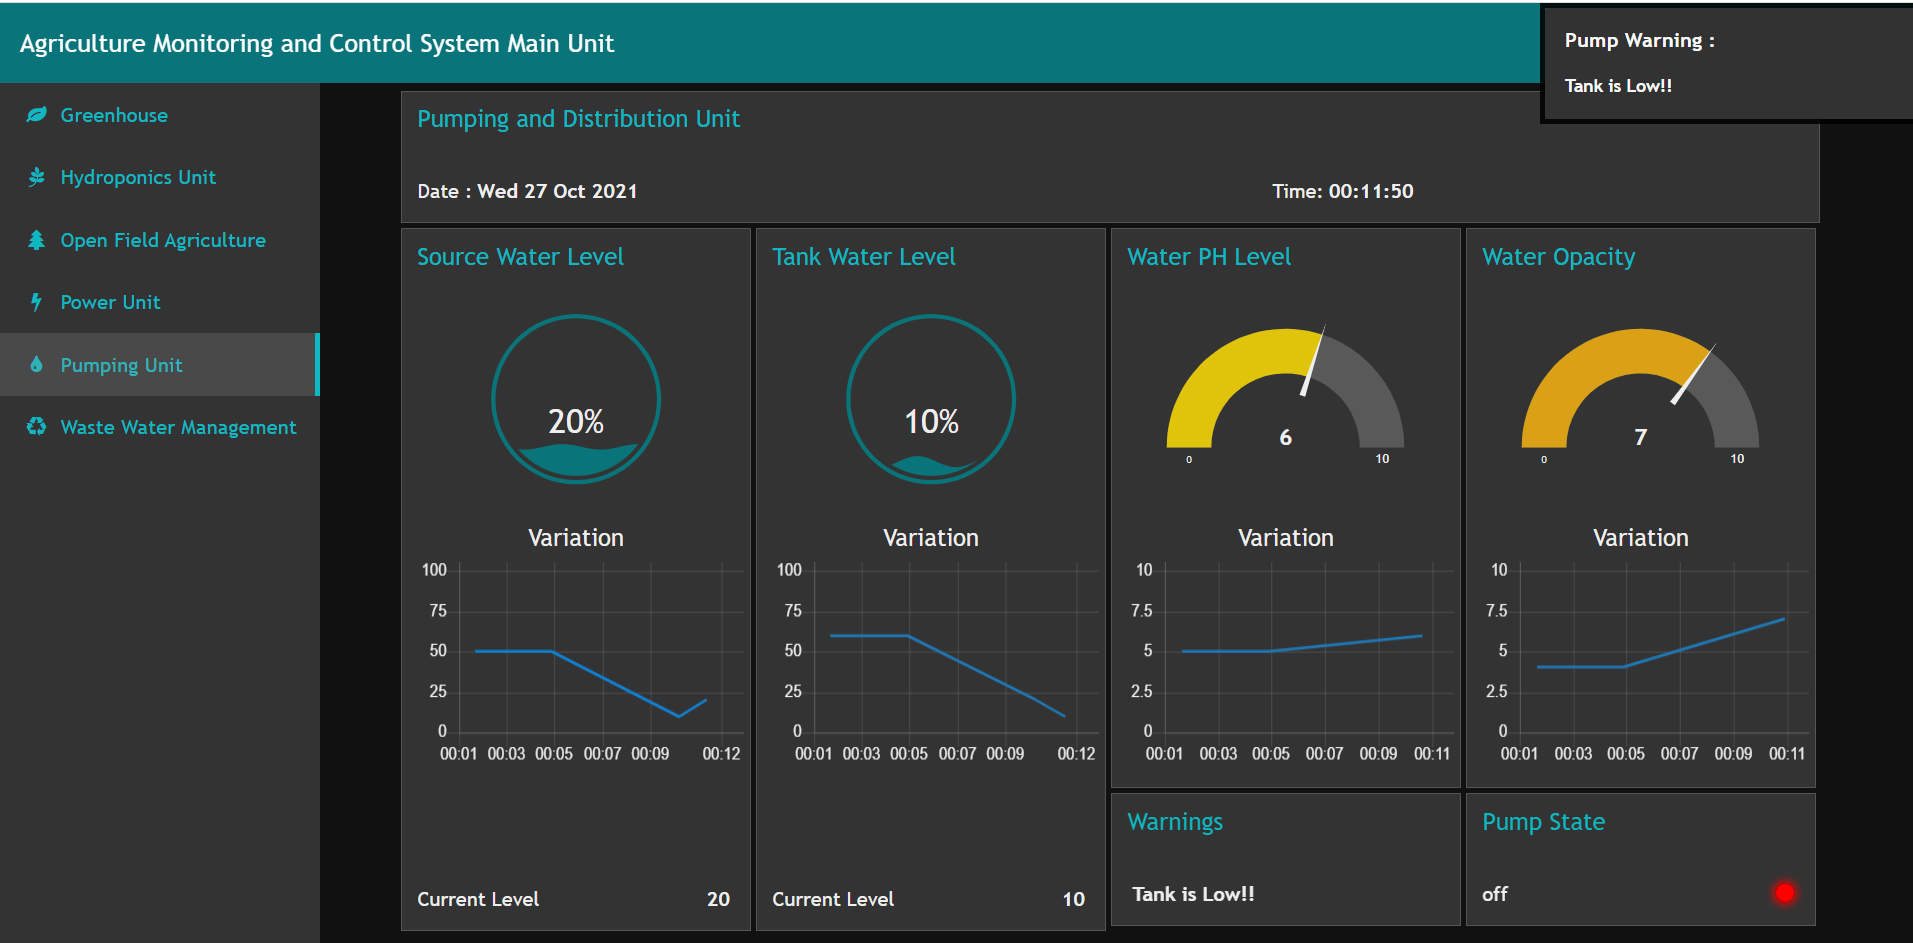 Agriculture Monitoring and Control System Main Unit
Pump Warning :
Tank is Low!!
Greenhouse
Hydroponics Unit
Open Field Agriculture
Power Unit
Pumping Unit
Waste Water Management
Pumping and Distribution Unit
Date : Wed 27 Oct 2021
Time: 00:11:50
Source Water Level
20%
Variation
100
75
50
25
0
00:01 00:03 00:05 00:07 00:09 00:12
Current Level 20
Tank Water Level
10%
Variation
100
75
50
25
0
00:01 00:03 00:05 00:07 00:09 00:12
Current Level 10
Water PH Level
6
0 10
Variation
10
7.5
5
2.5
0
00:01 00:03 00:05 00:07 00:09 00:11
Water Opacity
7
0 10
Variation
10
7.5
5
2.5
0
00:01 00:03 00:05 00:07 00:09 00:11
Warnings
Tank is Low!!
Pump State
off